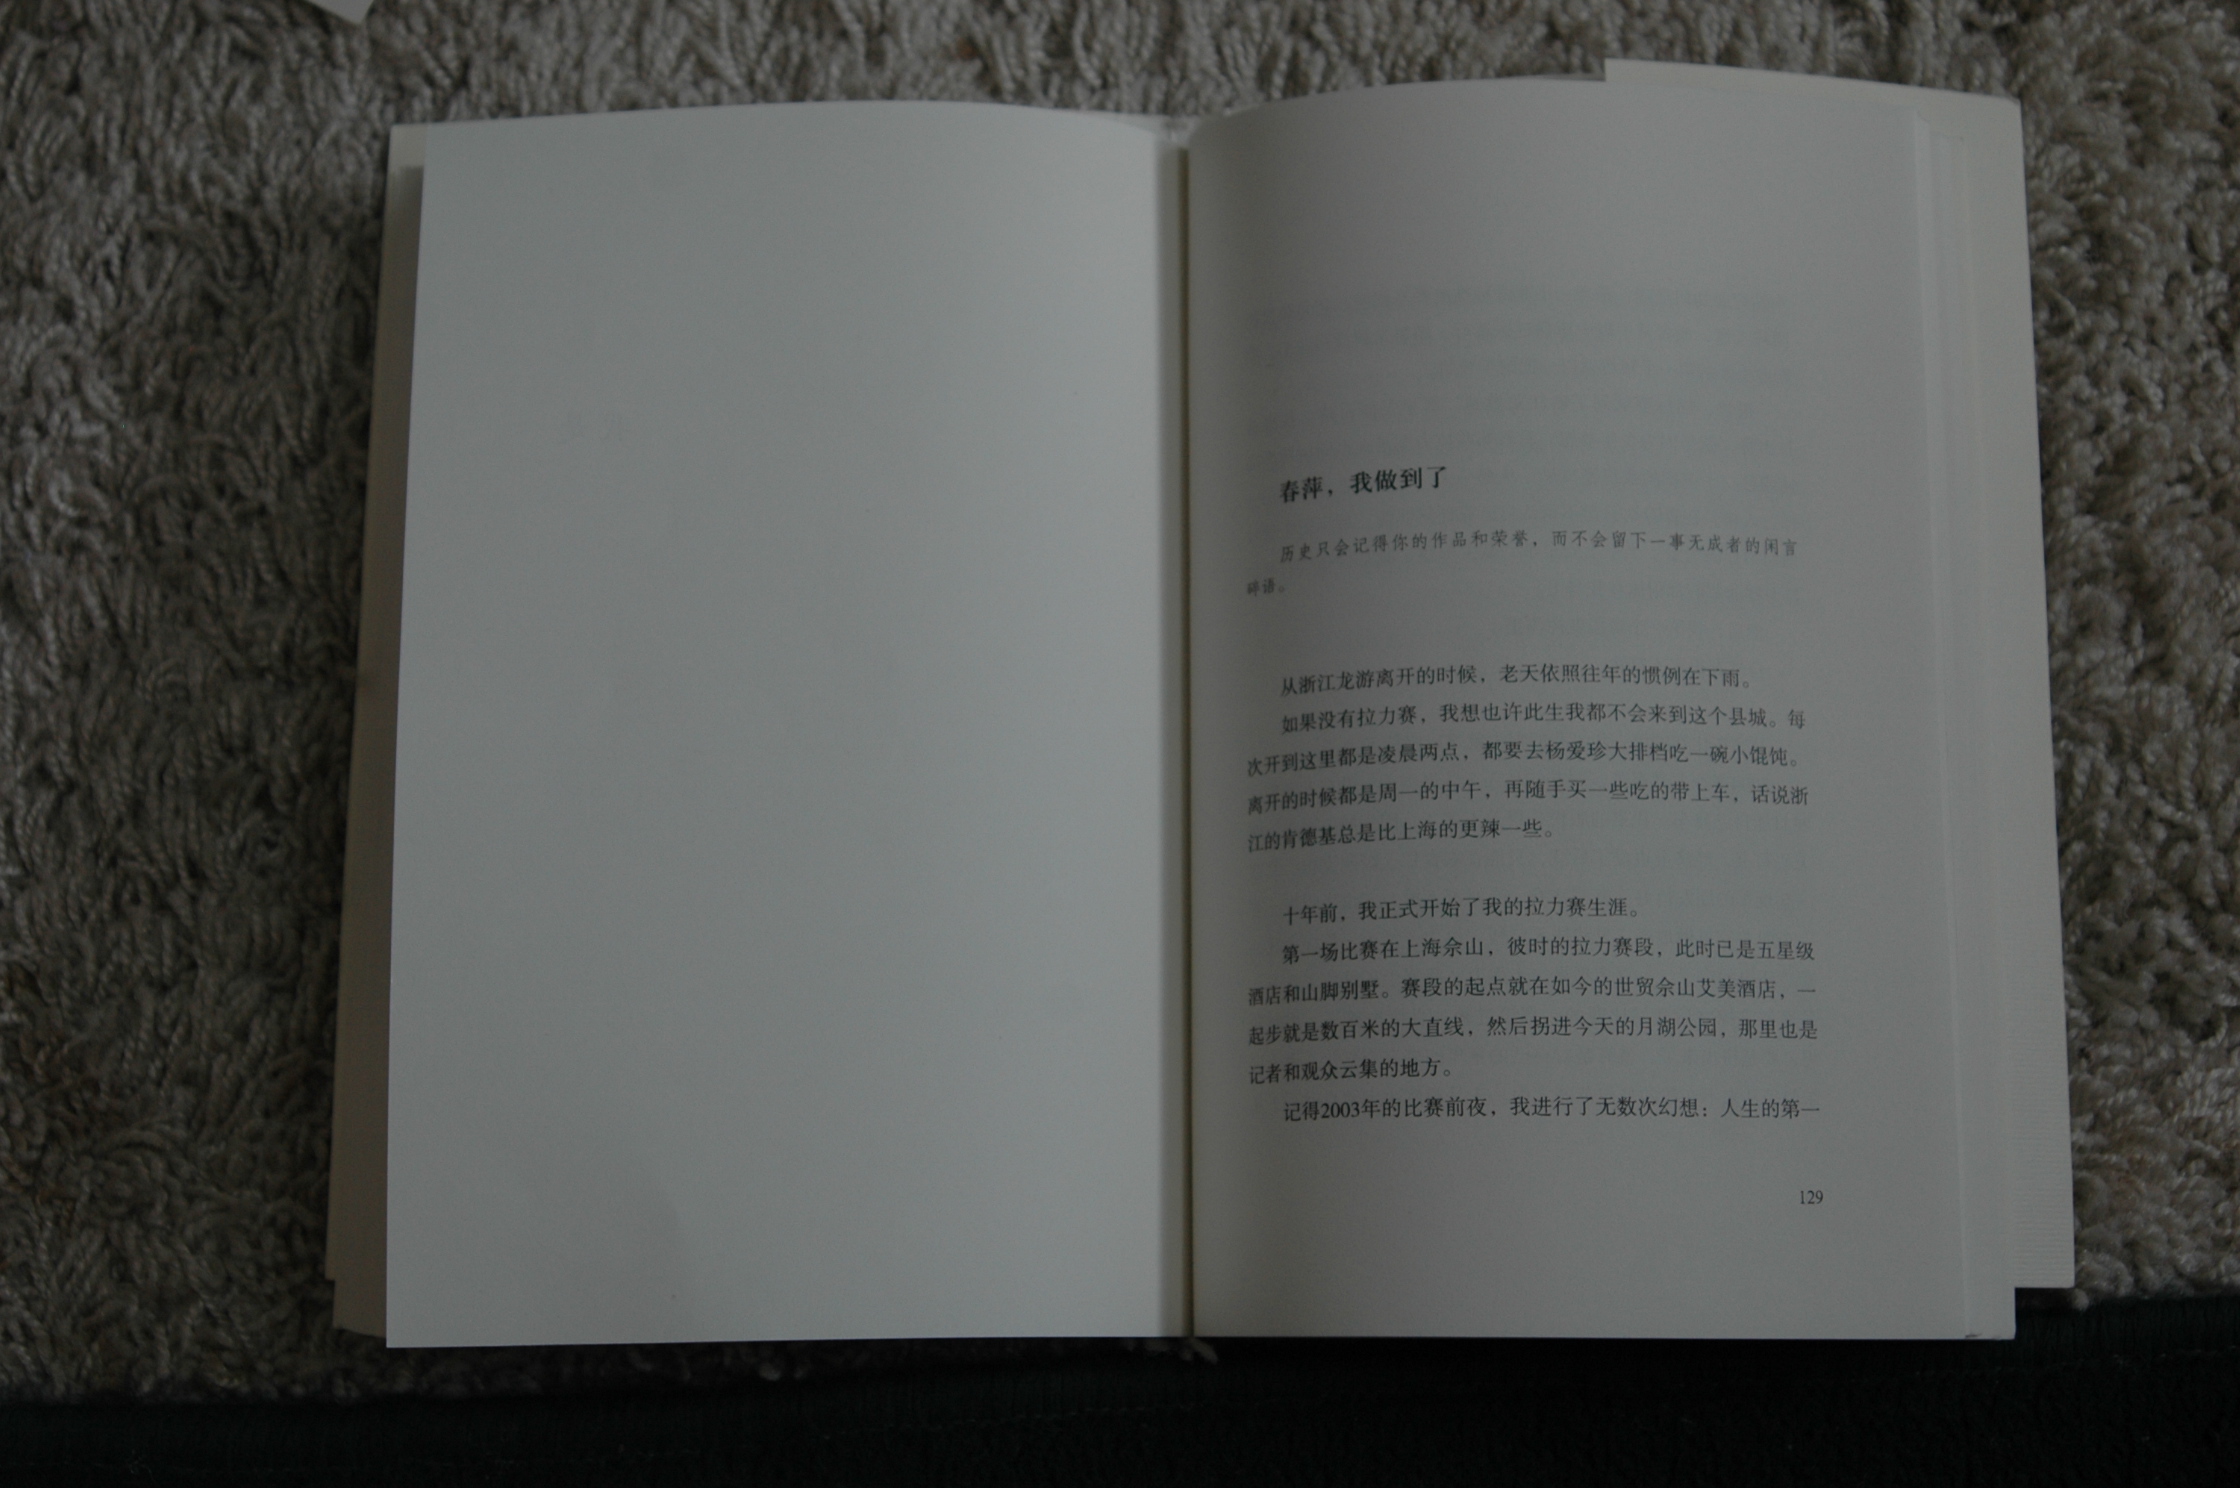 春萍，我做到了
历史只会记得你的作品和荣誉，而不会留下一事无成者的闲言
碎语。
从浙江龙游离开的时候，老天依照往年的惯例在下雨。
如果没有拉力赛，我想也许此生我都不会来到这个县城。每
次开到这里都是凌晨两点，都要去杨爱珍大排档吃一碗小馄饨。
离开的时候都是周一的中午，再随手买一些吃的带上车，话说浙
江的肯德基总是比上海的更辣一些。
十年前，我正式开始了我的拉力赛生涯。
第一场比赛在上海佘山，彼时的拉力赛段，此时已是五星级
酒店和山脚别墅。赛段的起点就在如今的世贸佘山艾美酒店，一
起步就是数百米的大直线，然后拐进今天的月湖公园，那里也是
记者和观众云集的地方。
记得2003年的比赛前夜，我进行了无数次幻想：人生的第一
129